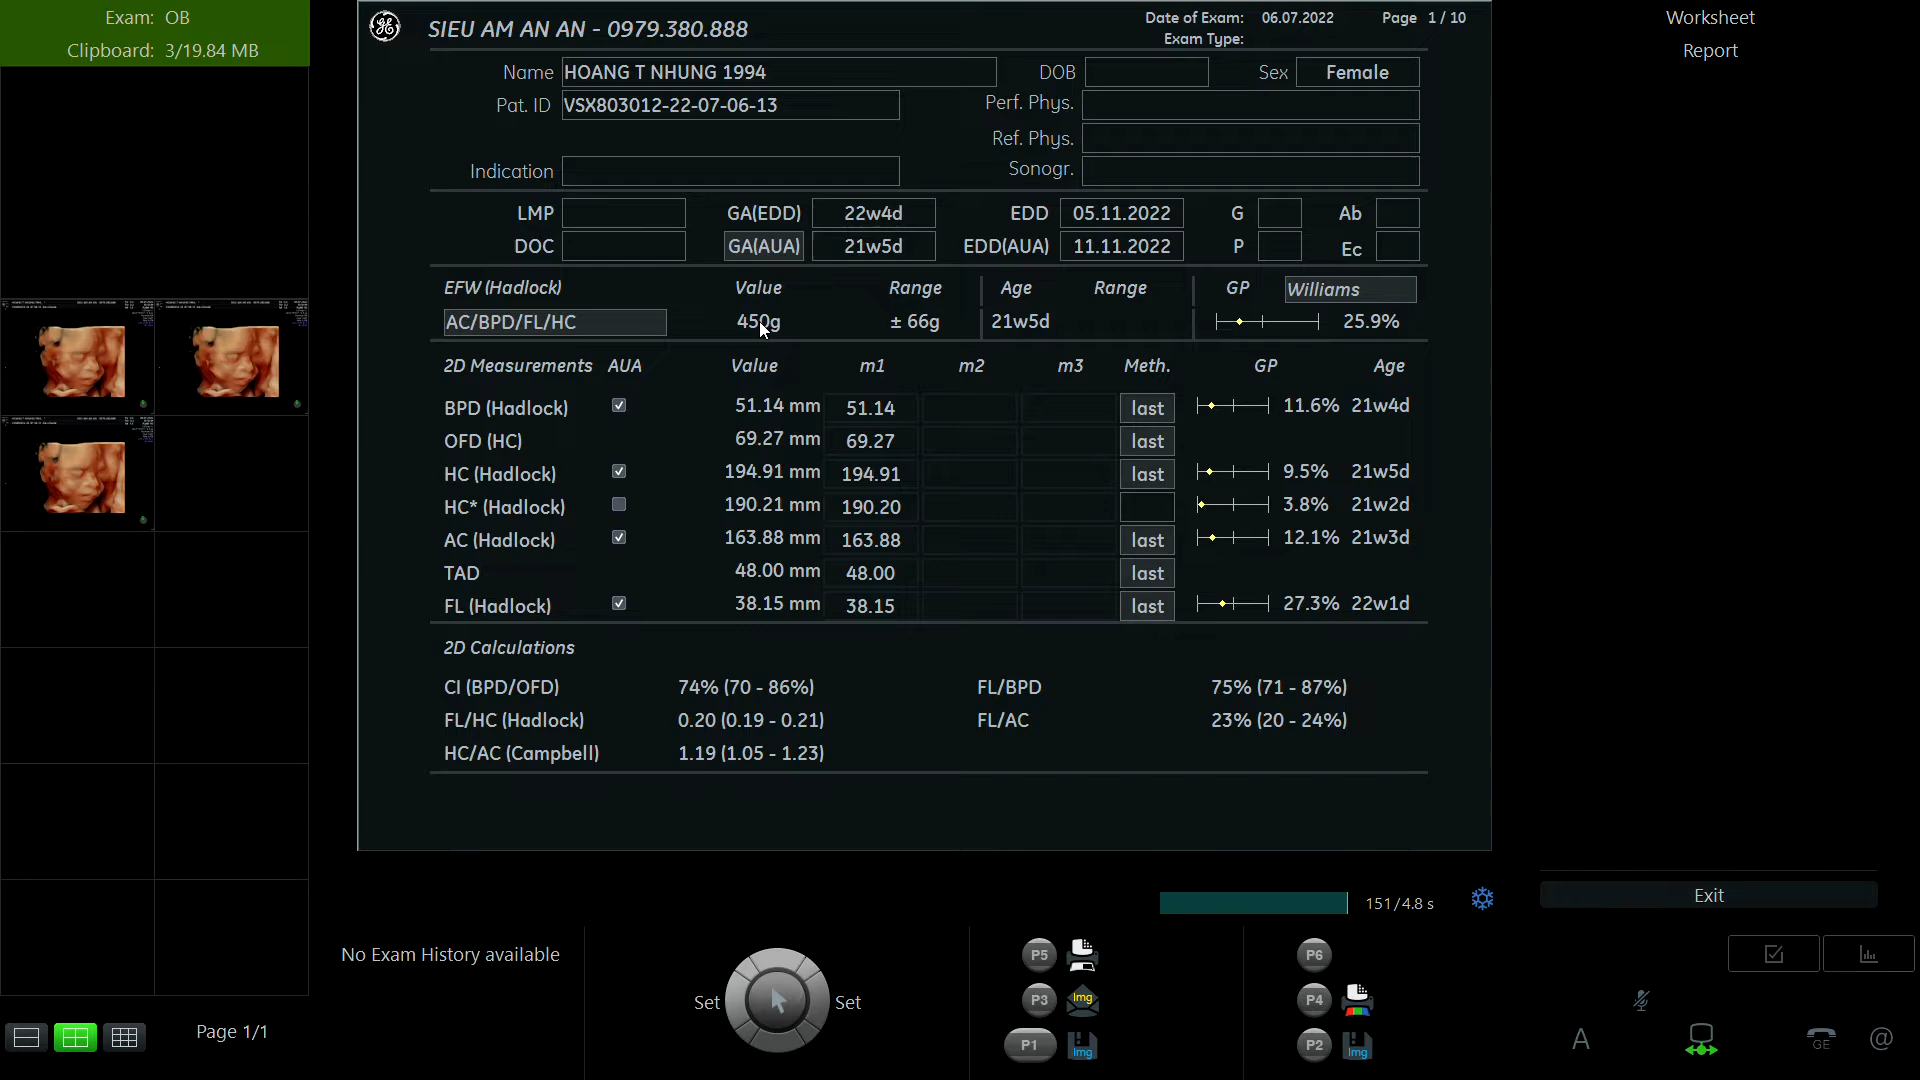 Exam: OB
Clipboard: 3/19.84 MB
SIEU AM AN AN - 0979.380.888
Date of Exam: 06.07.2022 Page 1 / 10
Exam Type:
Name HOANG T NHUNG 1994 DOB Sex Female
Pat. ID VSX803012-22-07-06-13 Perf. Phys.
Ref. Phys.
Indication Sonogr.
LMP GA(EDD) 22w4d EDD 05.11.2022 G Ab
DOC GA(AUA) 21w5d EDD(AUA) 11.11.2022 P Ec
EFW (Hadlock) Value Range Age Range GP Williams
AC/BPD/FL/HC 450g ± 66g 21w5d 25.9%
2D Measurements AUA Value m1 m2 m3 Meth. GP Age
BPD (Hadlock) 51.14 mm 51.14 last 11.6% 21w4d
OFD (HC) 69.27 mm 69.27 last
HC (Hadlock) 194.91 mm 194.91 last 9.5% 21w5d
HC* (Hadlock) 190.21 mm 190.20 3.8% 21w2d
AC (Hadlock) 163.88 mm 163.88 last 12.1% 21w3d
TAD 48.00 mm 48.00 last
FL (Hadlock) 38.15 mm 38.15 last 27.3% 22w1d
2D Calculations
CI (BPD/OFD) 74% (70 - 86%) FL/BPD 75% (71 - 87%)
FL/HC (Hadlock) 0.20 (0.19 - 0.21) FL/AC 23% (20 - 24%)
HC/AC (Campbell) 1.19 (1.05 - 1.23)
Worksheet
Report
151/4.8 s
Exit
No Exam History available
Set Set
P5
P3 Img
P1 Img
P6
P4
P2 Img
A GE @
Page 1/1